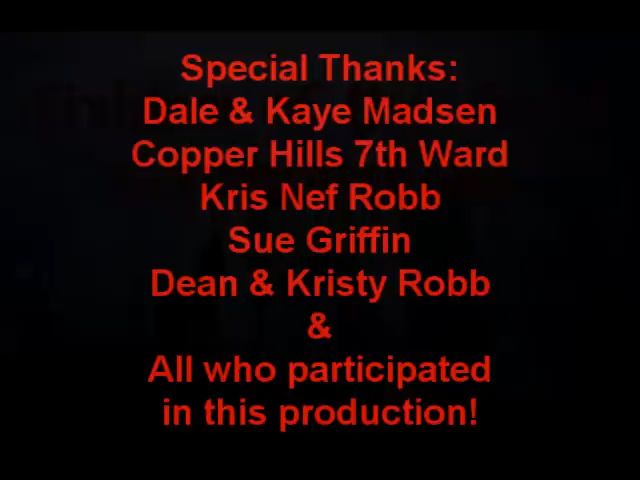 Special Thanks:
Dale & Kaye Madsen
Copper Hills 7th Ward
Kris Nef Robb
Sue Griffin
Dean & Kristy Robb
&
All who participated
in this production!